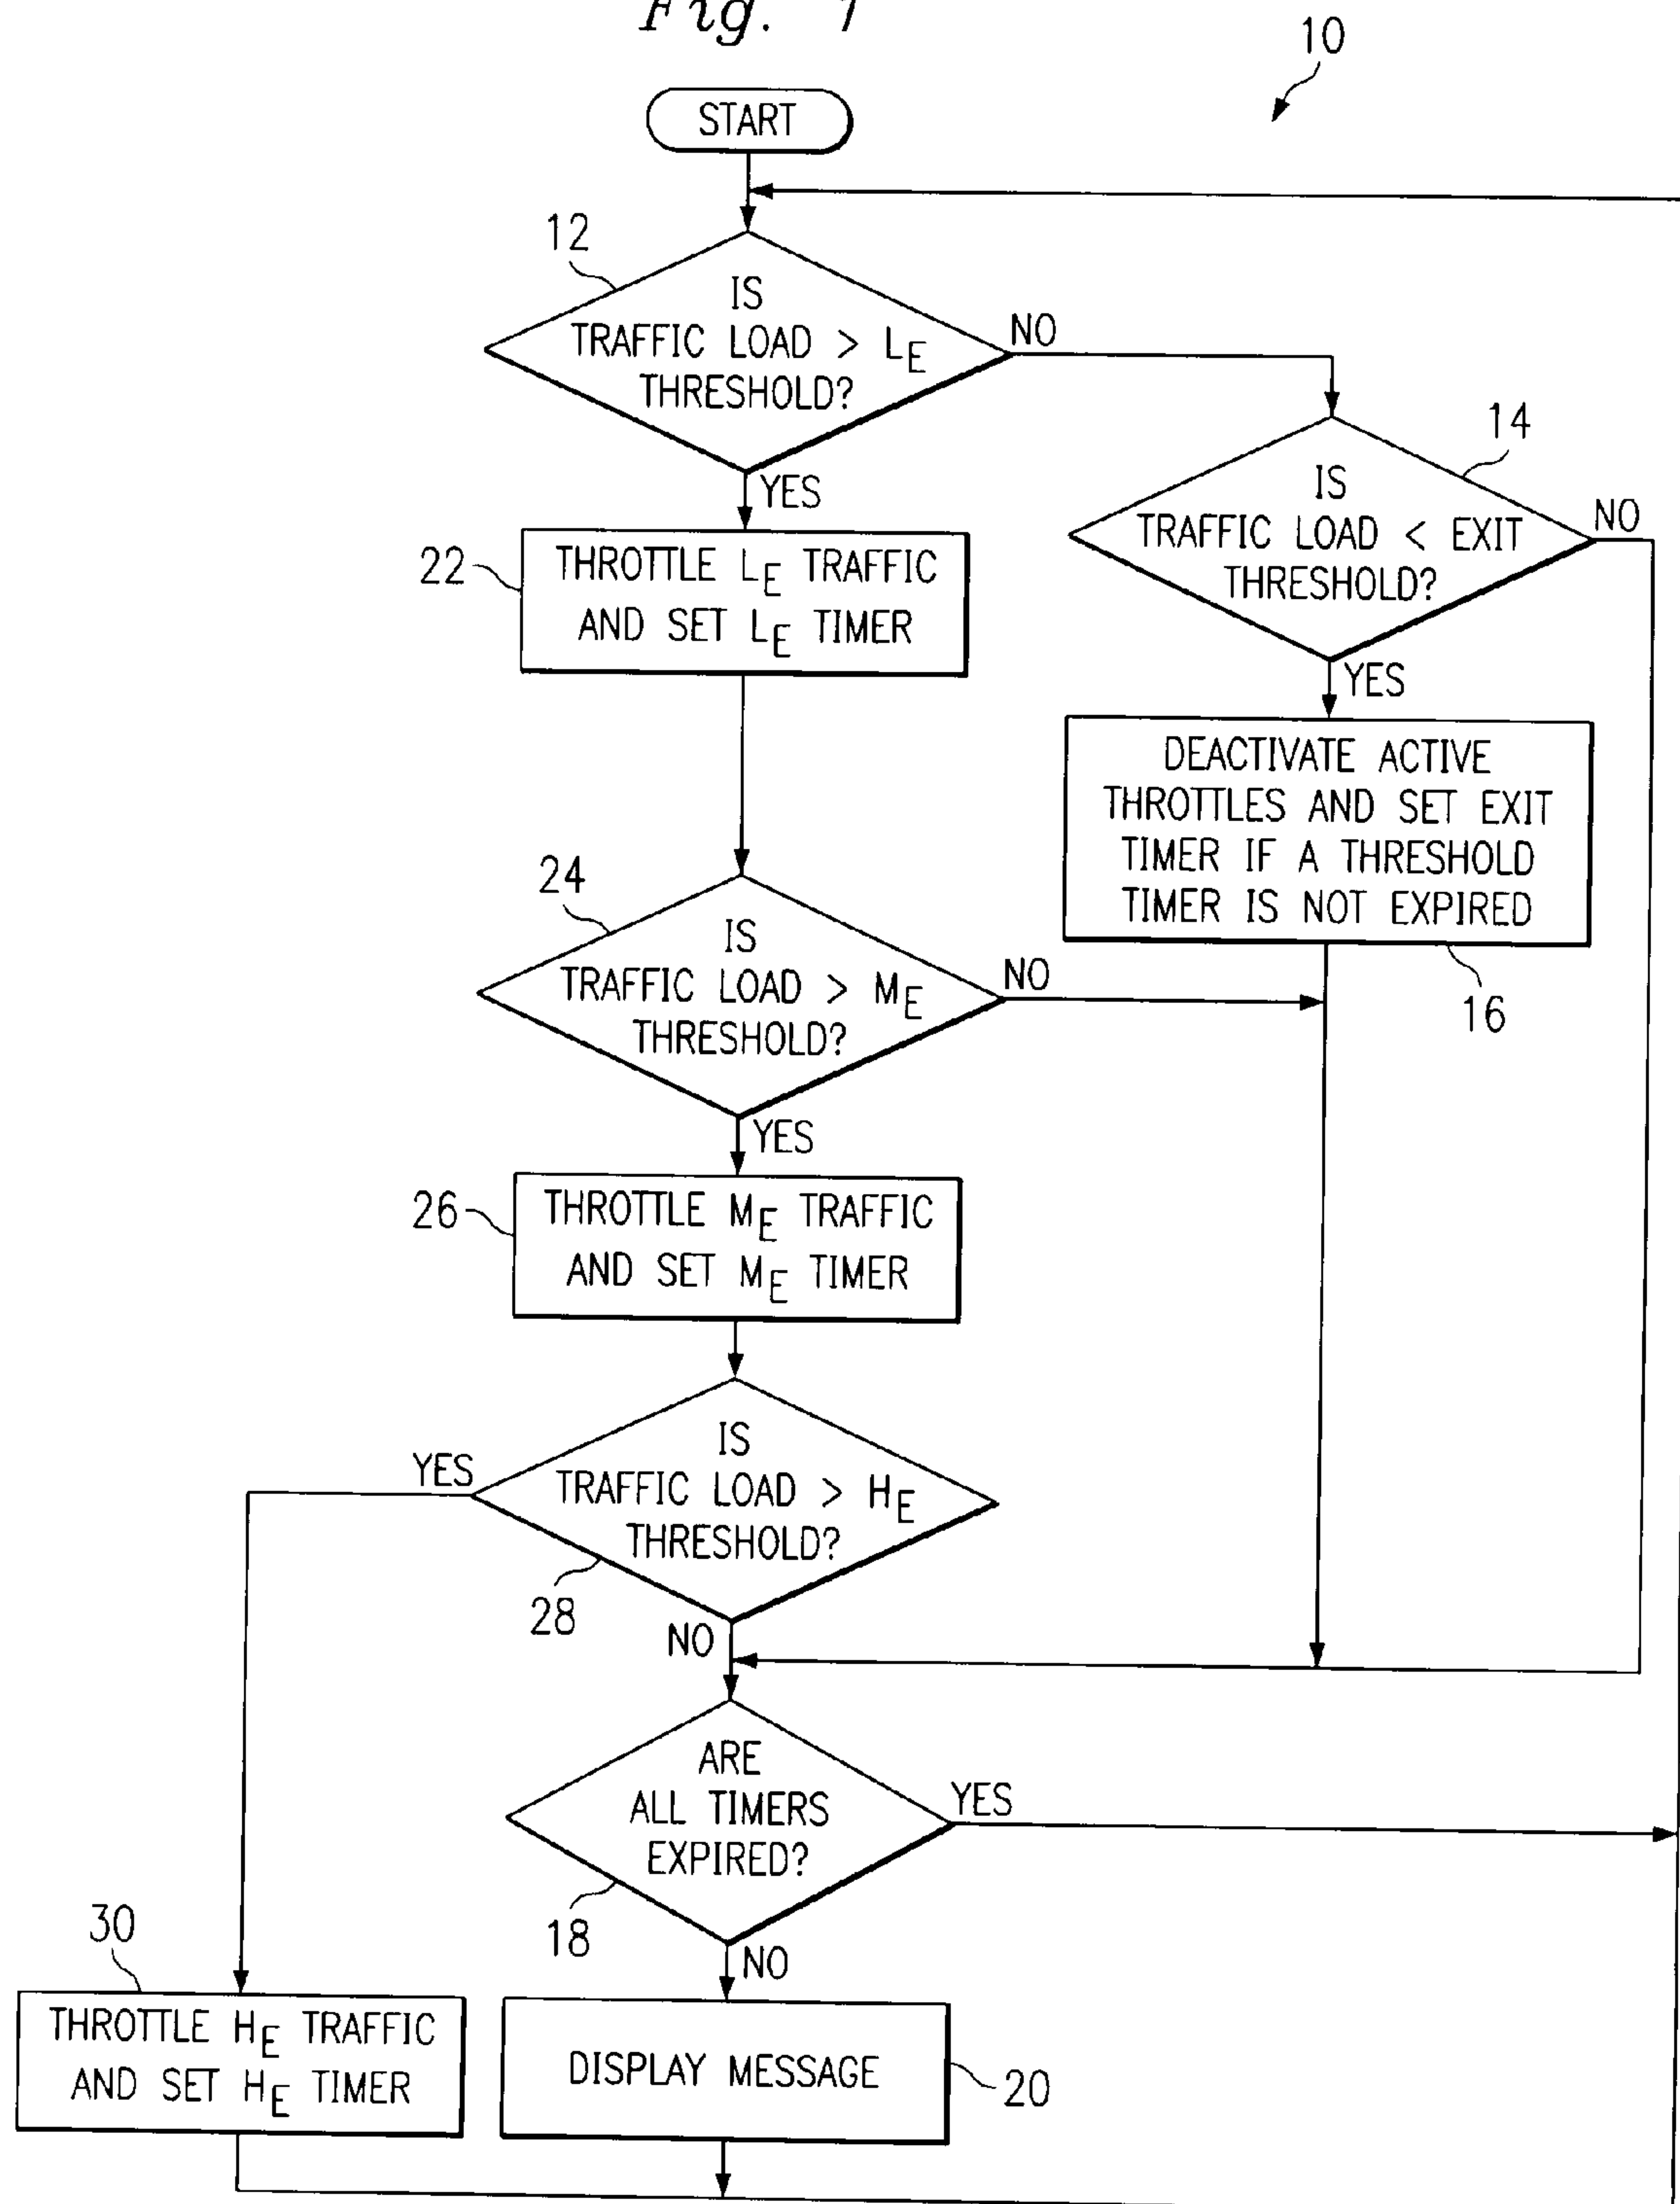 Fig. 1
10
START
12
IS
TRAFFIC LOAD > LE
THRESHOLD?
NO
YES
14
IS
TRAFFIC LOAD < EXIT
THRESHOLD?
NO
YES
22
THROTTLE LE TRAFFIC
AND SET LE TIMER
DEACTIVATE ACTIVE
THROTTLES AND SET EXIT
TIMER IF A THRESHOLD
TIMER IS NOT EXPIRED
16
24
IS
TRAFFIC LOAD > ME
THRESHOLD?
NO
YES
26
THROTTLE ME TRAFFIC
AND SET ME TIMER
IS
TRAFFIC LOAD > HE
THRESHOLD?
YES
28
NO
ARE
ALL TIMERS
EXPIRED?
YES
18
NO
30
THROTTLE HE TRAFFIC
AND SET HE TIMER
DISPLAY MESSAGE
20